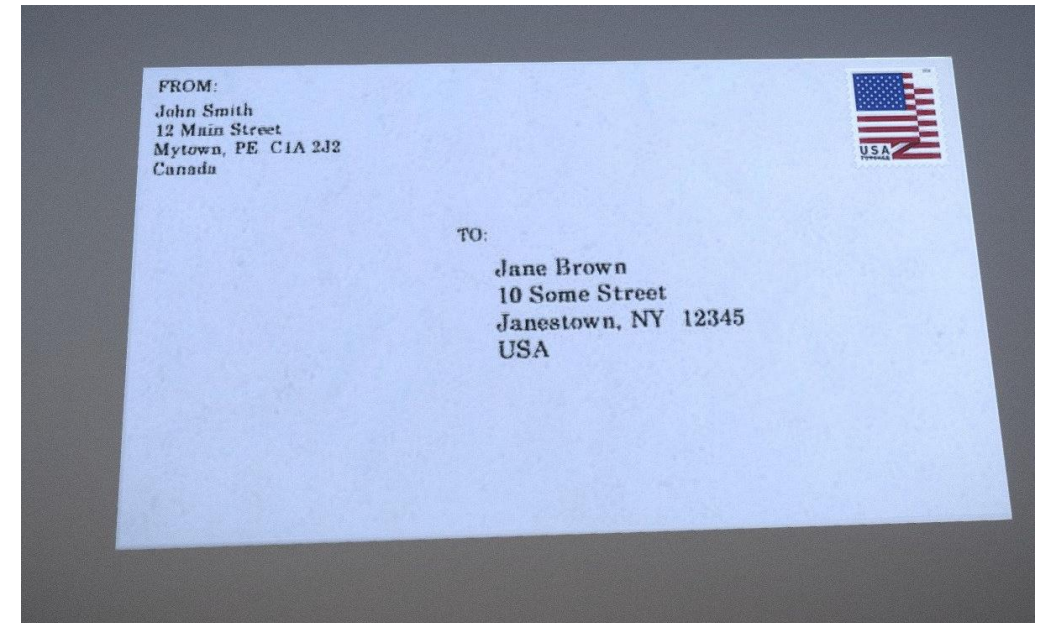 FROM:
John Smith
12 Main Street
Mytown, PE C1A 2J2
Canada
USA
TO:
Jane Brown
10 Some Street
Janestown, NY 12345
USA